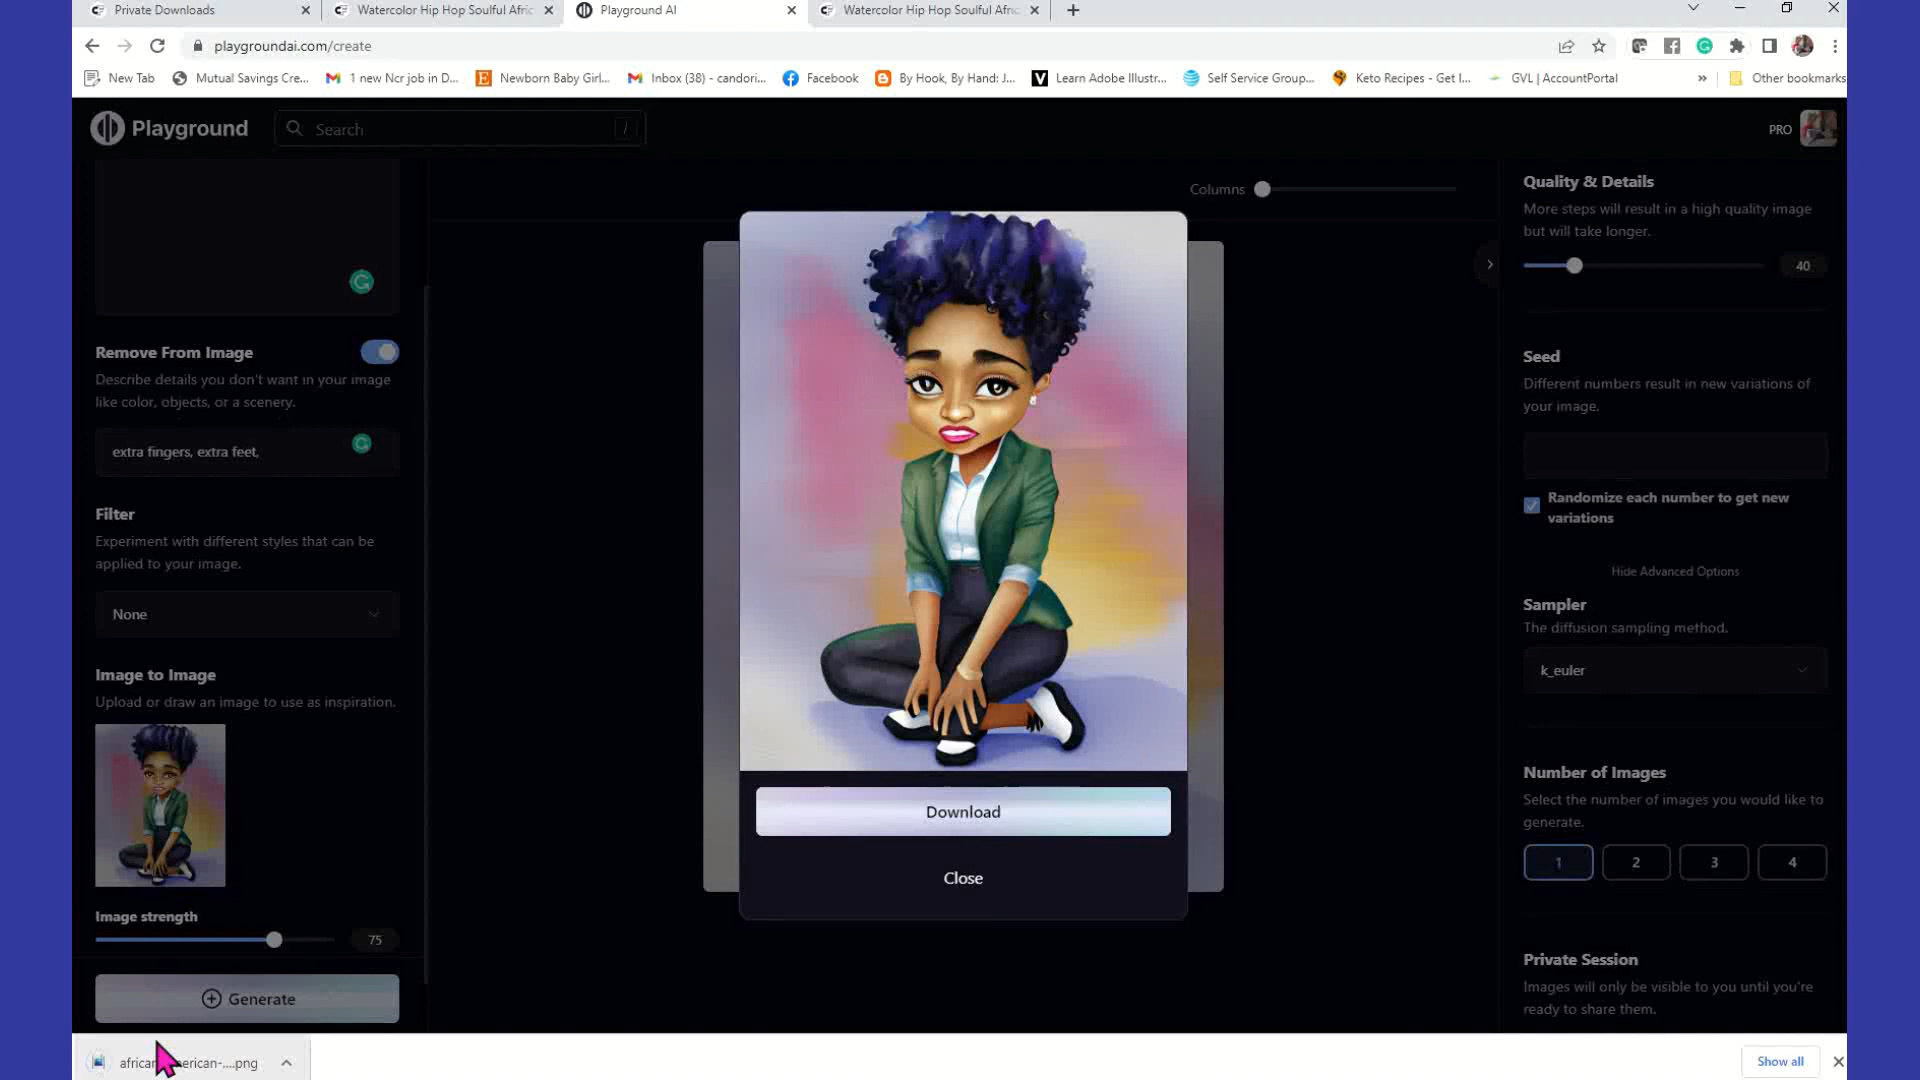 Private Downloads
Watercolor Hip Hop Soulful Afric
Playground AI
Watercolor Hip Hop Soulful Afric
playgroundai.com/create
New Tab
Mutual Savings Cre...
1 new Ncr job in D...
Newborn Baby Girl...
Inbox (38) - candori...
Facebook
By Hook, By Hand: J...
Learn Adobe Illustr...
Self Service Group...
Keto Recipes - Get I...
GVL | AccountPortal
»
Other bookmarks
Playground
Search
/
PRO
Columns
Remove From Image
Describe details you don't want in your image
like color, objects, or a scenery.
extra fingers, extra feet,
Filter
Experiment with different styles that can be
applied to your image.
None
Image to Image
Upload or draw an image to use as inspiration.
Image strength
75
Generate
Download
Close
Quality & Details
More steps will result in a high quality image
but will take longer.
40
Seed
Different numbers result in new variations of
your image.
Randomize each number to get new
variations
Hide Advanced Options
Sampler
The diffusion sampling method.
k_euler
Number of Images
Select the number of images you would like to
generate.
1 2 3 4
Private Session
Images will only be visible to you until you're
ready to share them.
Show all